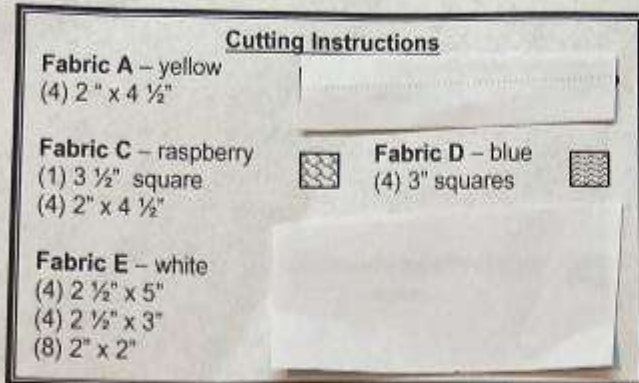 Cutting Instructions
Fabric A – yellow
(4) 2 " x 4 ½"
Fabric C – raspberry
(1) 3 ½" square
(4) 2" x 4 ½"
Fabric D – blue
(4) 3" squares
Fabric E – white
(4) 2 ½" x 5"
(4) 2 ½" x 3"
(8) 2" x 2"